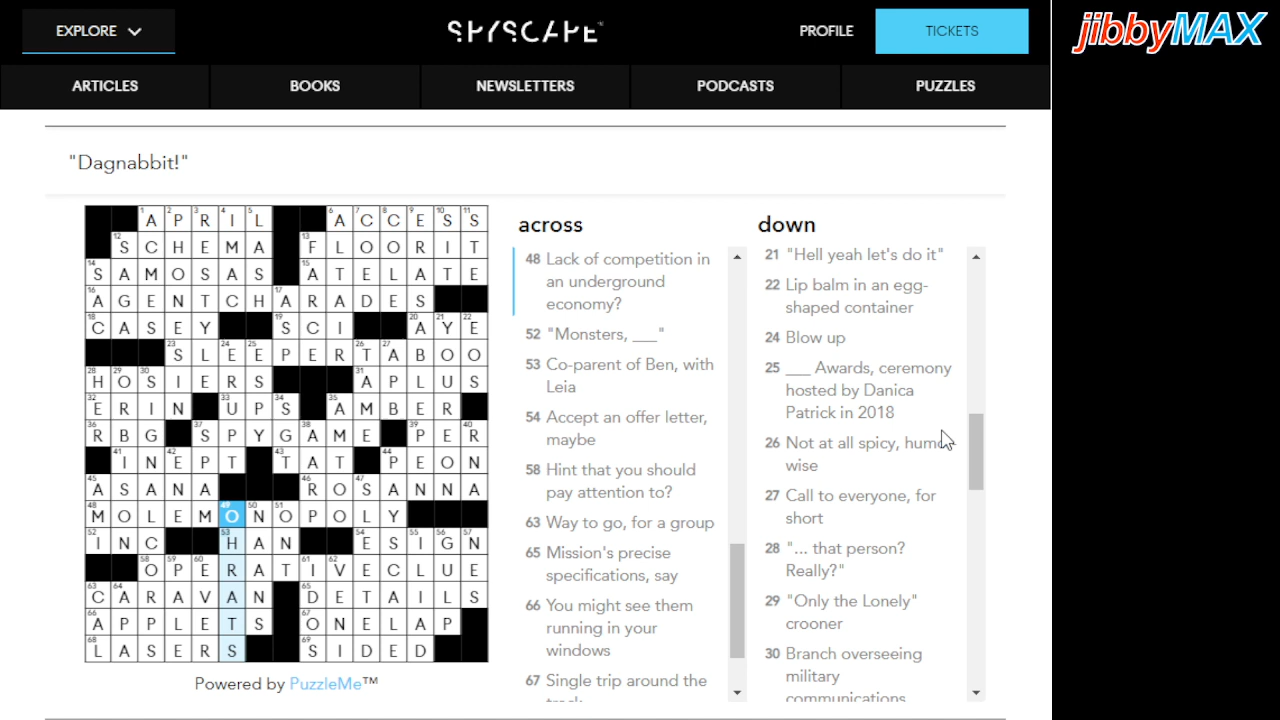 EXPLORE
SPYSCAPE
PROFILE
TICKETS
jibbyMAX
ARTICLES
BOOKS
NEWSLETTERS
PODCASTS
PUZZLES
"Dagnabbit!"
APRIL ACCESS
SCHEMA FLOORIT
SAMOSAS ATELATE
AGENTCHARADES
CASEY SCI AYE
SLEEPERTABOO
HOSIERS APLUS
ERIN UPS AMBER
RBG SPYGAME PER
INEPT TAT PEON
ASANA ROSANNA
MOLEMONOPOLY
INC HAN ESIGN
OPERATIVECLUE
CARAVAN DETAILS
APPLETS ONELAP
LASERS SIDED
Powered by PuzzleMe™
across
48 Lack of competition in
an underground
economy?
52 "Monsters, ___"
53 Co-parent of Ben, with
Leia
54 Accept an offer letter,
maybe
58 Hint that you should
pay attention to?
63 Way to go, for a group
65 Mission's precise
specifications, say
66 You might see them
running in your
windows
67 Single trip around the
down
21 "Hell yeah let's do it"
22 Lip balm in an egg-
shaped container
24 Blow up
25 ___ Awards, ceremony
hosted by Danica
Patrick in 2018
26 Not at all spicy, humo
wise
27 Call to everyone, for
short
28 "... that person?
Really?"
29 "Only the Lonely"
crooner
30 Branch overseeing
military
communications